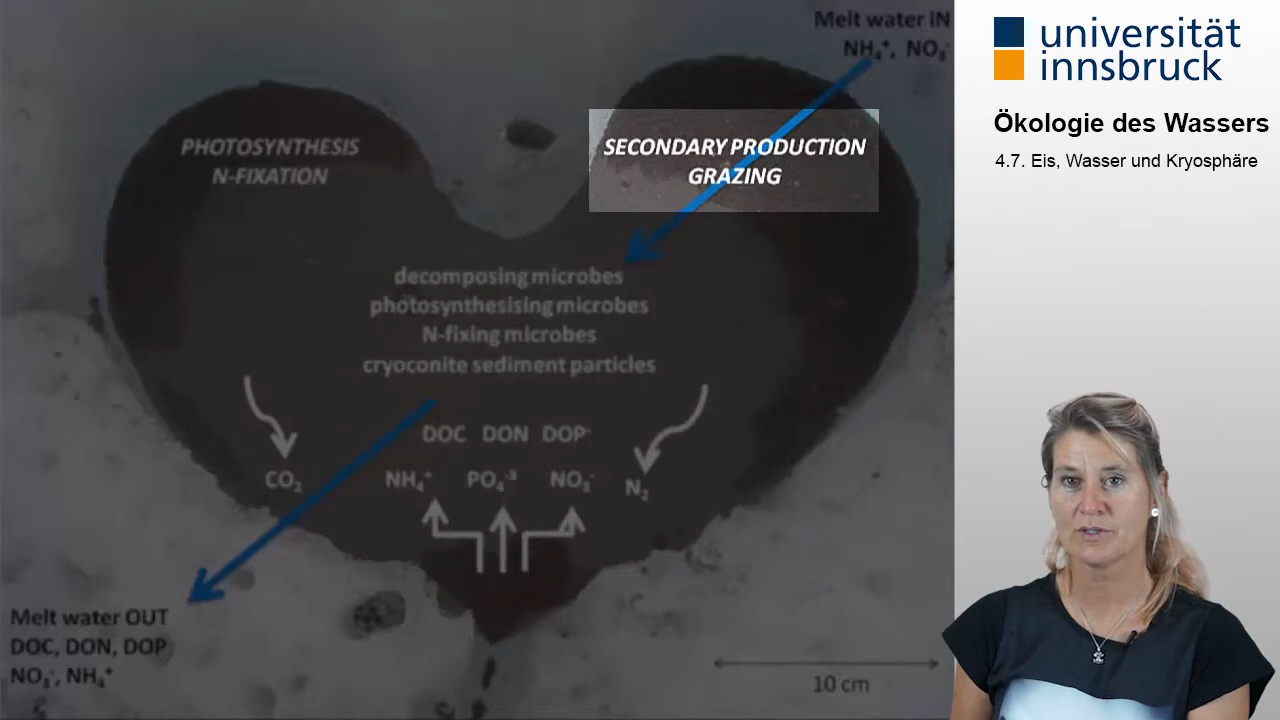 Melt water IN
NH₄⁺, NO₃⁻
PHOTOSYNTHESIS
N-FIXATION
SECONDARY PRODUCTION
GRAZING
decomposing microbes
photosynthesising microbes
N-fixing microbes
cryoconite sediment particles
DOC DON DOP⁻
CO₂
NH₄⁺ PO₄⁻³ NO₃⁻ N₂
Melt water OUT
DOC, DON, DOP
NO₃⁻, NH₄⁺
10 cm
universität
innsbruck
Ökologie des Wassers
4.7. Eis, Wasser und Kryosphäre